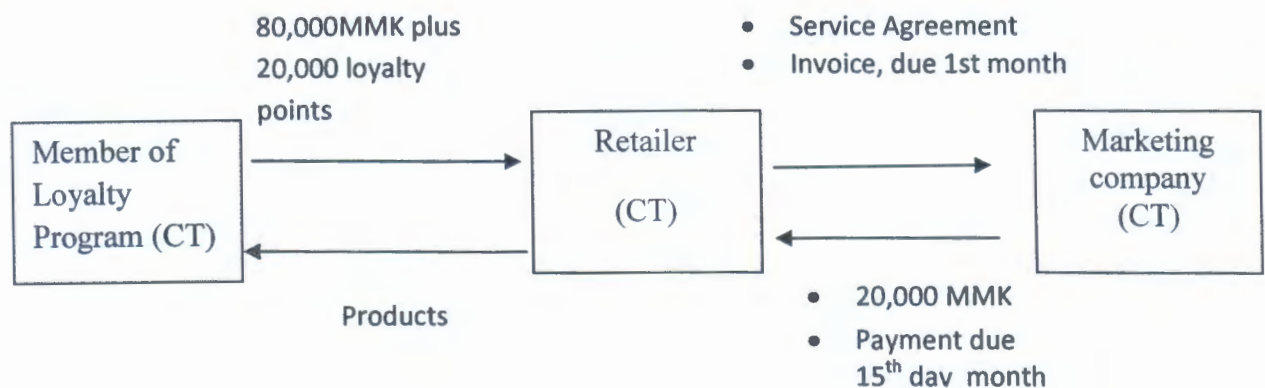 80,000MMK plus
20,000 loyalty
points
• Service Agreement
• Invoice, due 1st month
Member of
Loyalty
Program (CT)
Retailer
(CT)
Marketing
company
(CT)
Products
• 20,000 MMK
• Payment due
15th day month